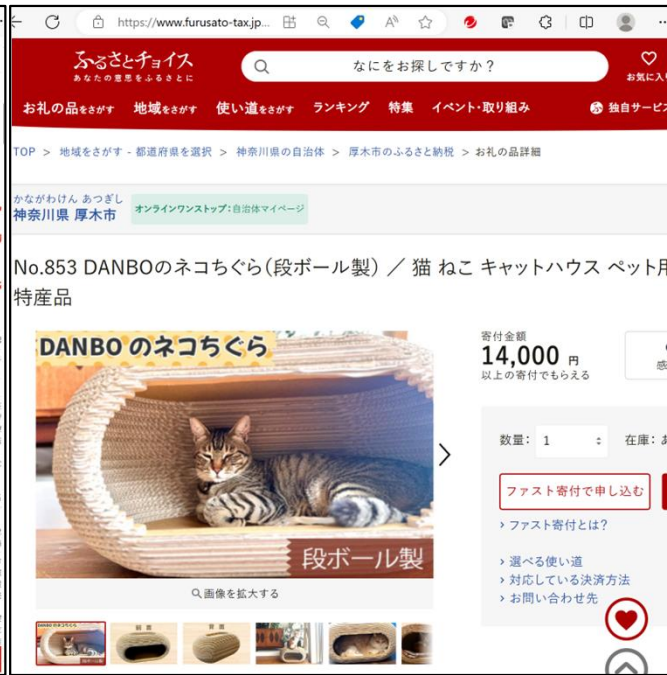 https://www.furusato-tax.jp...
ふるさとチョイス
あなたの意思をふるさとに
なにをお探しですか？
お気に入り
お礼の品をさがす 地域をさがす 使い道をさがす ランキング 特集 イベント・取り組み 独自サービス
TOP > 地域をさがす - 都道府県を選択 > 神奈川県の自治体 > 厚木市のふるさと納税 > お礼の品詳細
かながわけん あつぎし
神奈川県 厚木市
オンラインワンストップ：自治体マイページ
No.853 DANBOのネコちぐら（段ボール製） ／ 猫 ねこ キャットハウス ペット用
特産品
DANBO のネコちぐら
段ボール製
画像を拡大する
寄付金額
14,000 円
以上の寄付でもらえる
感
数量： 1
在庫： あ
ファスト寄付で申し込む
› ファスト寄付とは？
› 選べる使い道
› 対応している決済方法
› お問い合わせ先